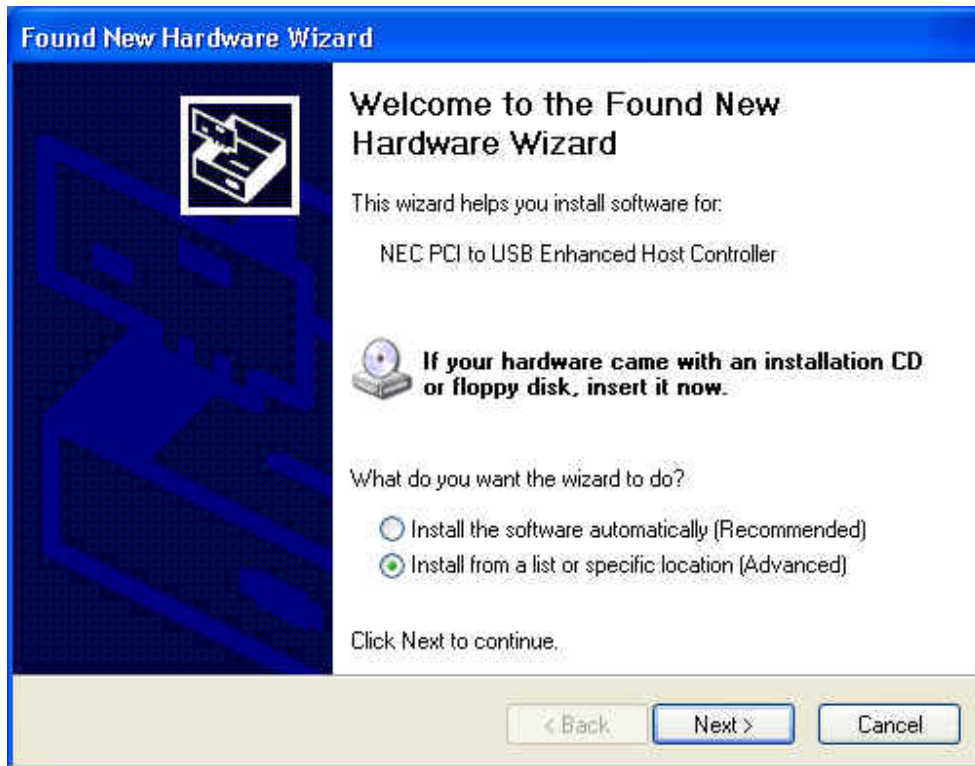 Found New Hardware Wizard
Welcome to the Found New
Hardware Wizard
This wizard helps you install software for:
NEC PCI to USB Enhanced Host Controller
If your hardware came with an installation CD
or floppy disk, insert it now.
What do you want the wizard to do?
Install the software automatically (Recommended)
Install from a list or specific location (Advanced)
Click Next to continue.
< Back
Next >
Cancel